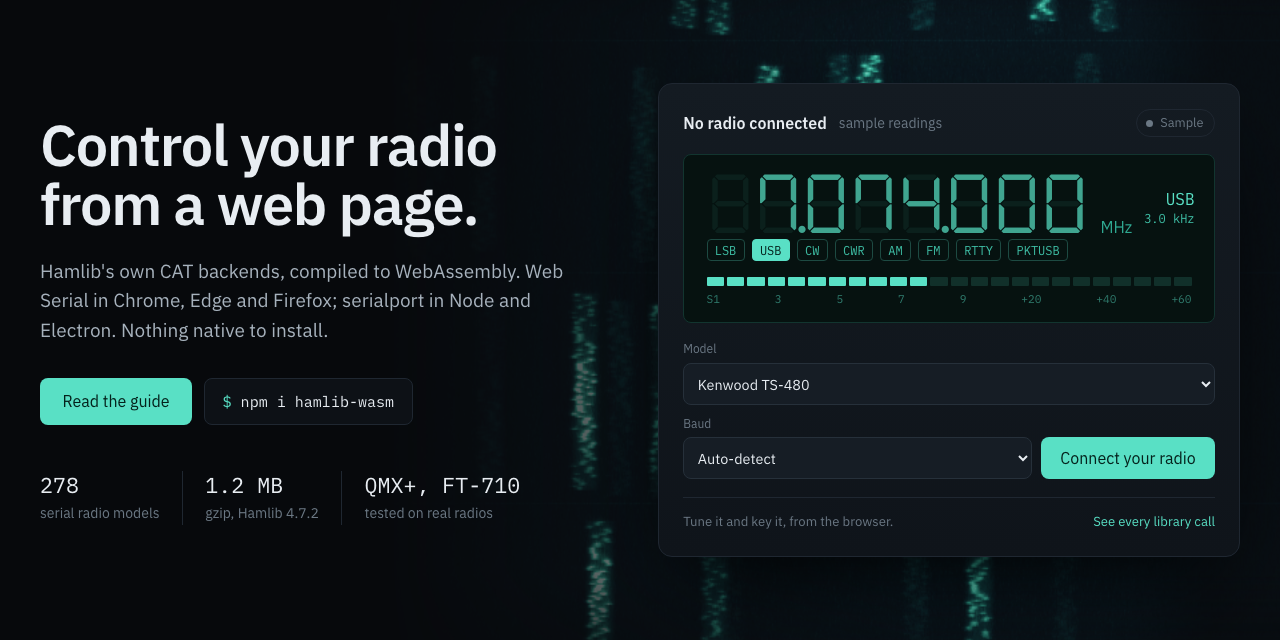 Control your radio
from a web page.
Hamlib's own CAT backends, compiled to WebAssembly. Web
Serial in Chrome, Edge and Firefox; serialport in Node and
Electron. Nothing native to install.
Read the guide
$ npm i hamlib-wasm
278
serial radio models
1.2 MB
gzip, Hamlib 4.7.2
QMX+, FT-710
tested on real radios
No radio connected
sample readings
Sample
7.074.000
MHz
USB
3.0 kHz
LSB USB CW CWR AM FM RTTY PKTUSB
S1 3 5 7 9 +20 +40 +60
Model
Kenwood TS-480
Baud
Auto-detect
Connect your radio
Tune it and key it, from the browser.
See every library call